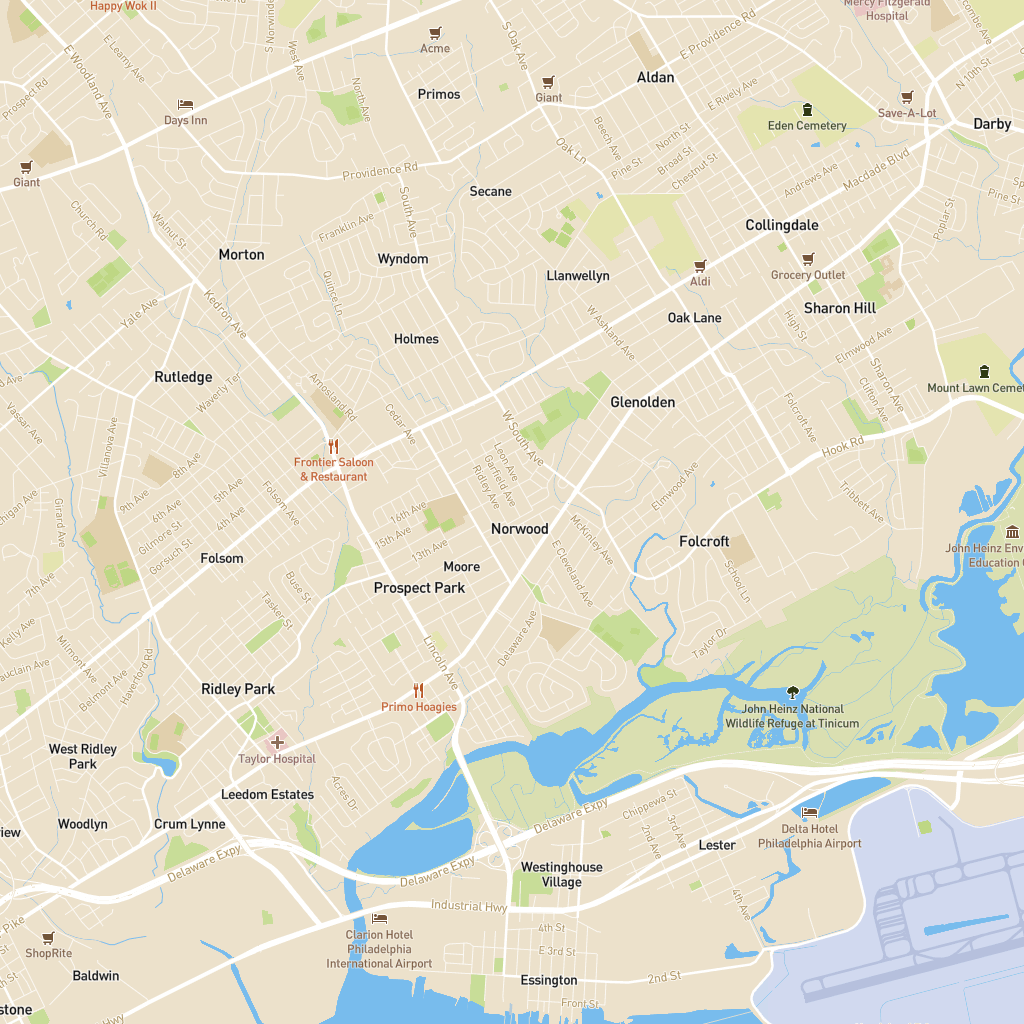 Happy Wok II
Mercy Fitzgerald
Hospital
E Woodland Ave
E Leamy Ave
S Norwinden
West Ave
Acme
S Oak Ave
E Providence Rd
Aldan
N 10th St
Prospect Rd
Days Inn
North Ave
Primos
Giant
E Rively Ave
Eden Cemetery
Save-A-Lot
Darby
Giant
Providence Rd
Oak Ln
Beech Ave
North St
Pine St
Broad St
Chestnut St
Andrews Ave
Macdade Blvd
Secane
South Ave
Church Rd
Walnut St
Franklin Ave
Poplar St
Pine St
Collingdale
Morton
Wyndom
Llanwellyn
Aldi
Grocery Outlet
Quince Ln
Yale Ave
Kedron Ave
W Ashland Ave
Oak Lane
High St
Sharon Hill
Holmes
Elmwood Ave
Rutledge
Waverly Ter
Amosland Rd
Cedar Ave
Glenolden
Sharon Ave
Clifton Ave
Mount Lawn Cemet
Vassar Ave
Villanova Ave
W South Ave
Folcroft Ave
Hook Rd
Frontier Saloon
& Restaurant
8th Ave
Leon Ave
Garfield Ave
Ridley Ave
Elmwood Ave
Tribbett Ave
9th Ave
6th Ave
5th Ave
4th Ave
Folsom Ave
Girard Ave
Michigan Ave
16th Ave
15th Ave
13th Ave
Norwood
McKinley Ave
E Cleveland Ave
Folcroft
Gilmore St
Gorsuch St
Folsom
Moore
Prospect Park
School Ln
John Heinz Env
Education C
7th Ave
Buse St
Tasker St
Kelly Ave
Lincoln Ave
Delaware Ave
Taylor Dr
Milmont Ave
Belmont Ave
Haverford Rd
Ridley Park
Primo Hoagies
John Heinz National
Wildlife Refuge at Tinicum
West Ridley
Park
Taylor Hospital
Acres Dr
Leedom Estates
Woodlyn
Crum Lynne
Delaware Expy
Chippewa St
2nd Ave
3rd Ave
Lester
Delta Hotel
Philadelphia Airport
Delaware Expy
Delaware Expy
Westinghouse
Village
4th Ave
Industrial Hwy
Clarion Hotel
Philadelphia
International Airport
4th St
E 3rd St
2nd St
ShopRite
Baldwin
Essington
Front St